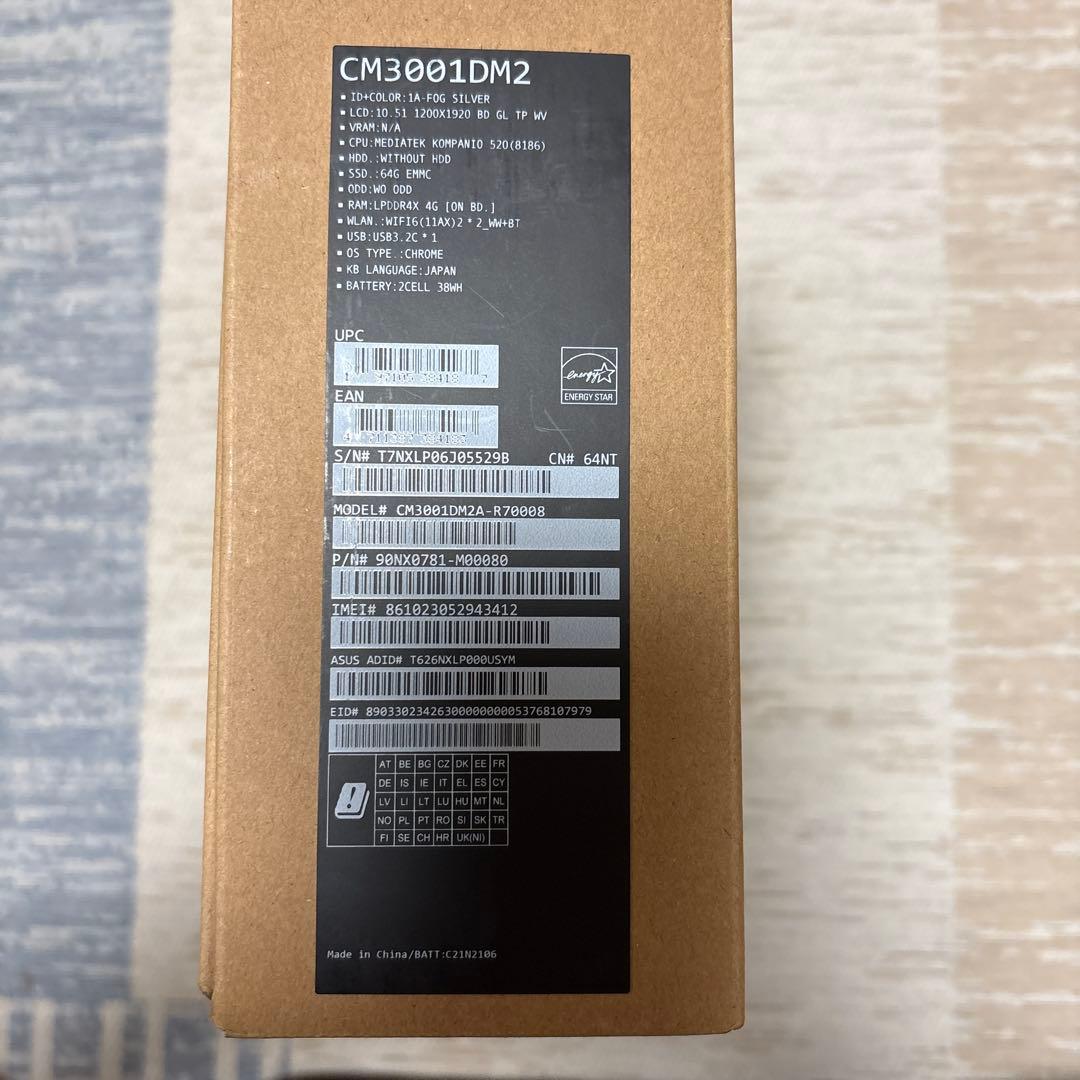 CM3001DM2
▪ ID+COLOR:1A-FOG SILVER
▪ LCD:10.51 1200X1920 BD GL TP WV
▪ VRAM:N/A
▪ CPU:MEDIATEK KOMPANIO 520(8186)
▪ HDD.:WITHOUT HDD
▪ SSD.:64G EMMC
▪ ODD:WO ODD
▪ RAM:LPDDR4X 4G [ON BD.]
▪ WLAN.:WIFI6(11AX)2*2_WW+BT
▪ USB:USB3.2C*1
▪ OS TYPE.:CHROME
▪ KB LANGUAGE:JAPAN
▪ BATTERY:2CELL 38WH
UPC
1 97105 38418 7
energy
ENERGY STAR
EAN
S/N# T7NXLP06J05529B CN# 64NT
MODEL# CM3001DM2A-R70008
P/N# 90NX0781-M00080
IMEI# 861023052943412
ASUS ADID# T626NXLP000USYM
EID# 89033023426300000000053768107979
AT BE BG CZ DK EE FR
DE IS IE IT EL ES CY
LV LI LT LU HU MT NL
NO PL PT RO SI SK TR
FI SE CH HR UK(NI)
Made in China/BATT:C21N2106